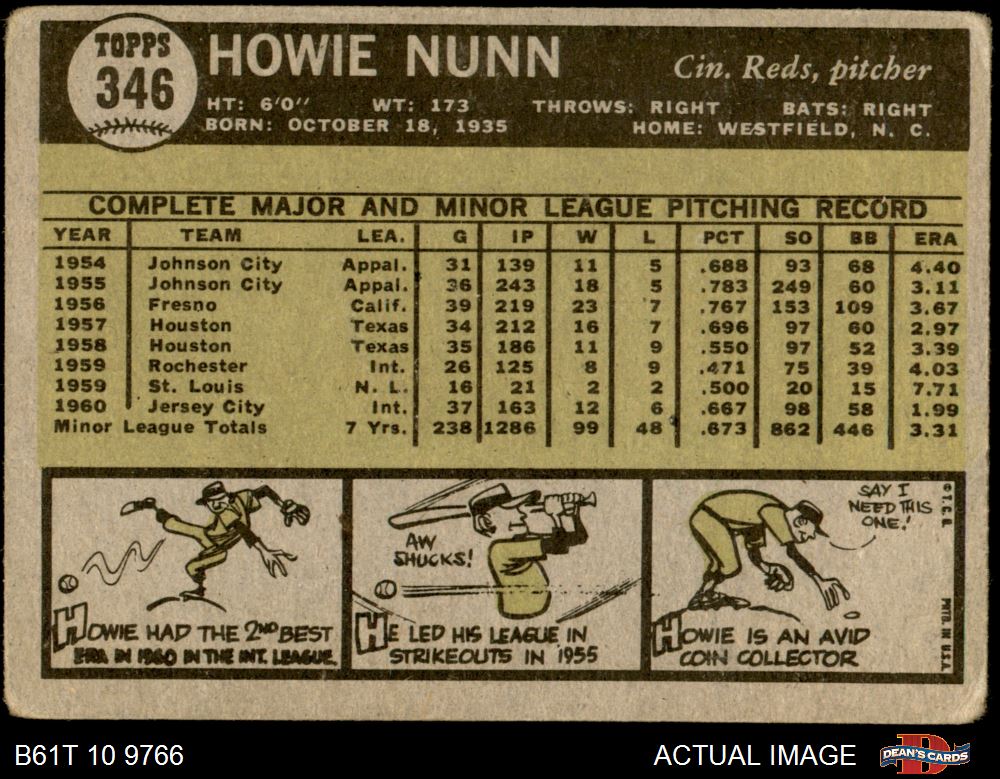 TOPPS
346
HOWIE NUNN
Cin. Reds, pitcher
HT: 6'0" WT: 173 THROWS: RIGHT BATS: RIGHT
BORN: OCTOBER 18, 1935 HOME: WESTFIELD, N. C.
COMPLETE MAJOR AND MINOR LEAGUE PITCHING RECORD
YEAR TEAM LEA. G IP W L PCT SO BB ERA
1954 Johnson City Appal. 31 139 11 5 .688 93 68 4.40
1955 Johnson City Appal. 36 243 18 5 .783 249 60 3.11
1956 Fresno Calif. 39 219 23 7 .767 153 109 3.67
1957 Houston Texas 34 212 16 7 .696 97 60 2.97
1958 Houston Texas 35 186 11 9 .550 97 52 3.39
1959 Rochester Int. 26 125 8 9 .471 75 39 4.03
1959 St. Louis N. L. 16 21 2 2 .500 20 15 7.71
1960 Jersey City Int. 37 163 12 6 .667 98 58 1.99
Minor League Totals 7 Yrs. 238 1286 99 48 .673 862 446 3.31
HOWIE HAD THE 2ND BEST
ERA IN 1960 IN THE INT. LEAGUE.
AW
SHUCKS!
HE LED HIS LEAGUE IN
STRIKEOUTS IN 1955
SAY I
NEED THIS
ONE!
HOWIE IS AN AVID
COIN COLLECTOR
© T. C. G.
PRTD. IN U.S.A.
B61T 10 9766
ACTUAL IMAGE
DEAN'S CARDS